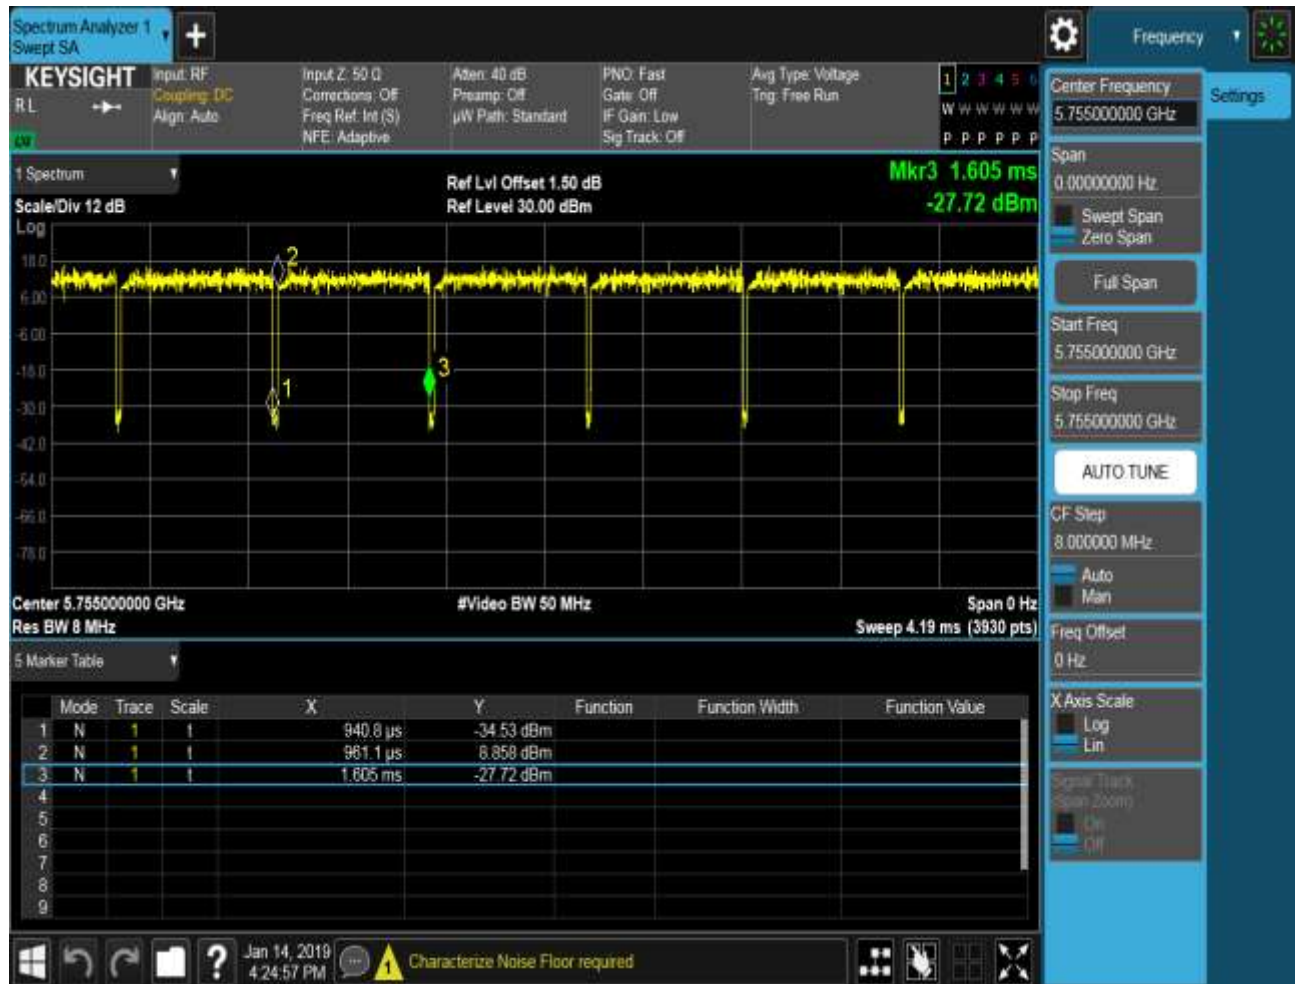 Spectrum Analyzer 1
Swept SA
Frequency
KEYSIGHT
RL
Input: RF
Coupling: DC
Align: Auto
Input Z: 50 Ω
Corrections: Off
Freq Ref: Int (S)
NFE: Adaptive
Atten: 40 dB
Preamp: Off
µW Path: Standard
PNO: Fast
Gate: Off
IF Gain: Low
Sig Track: Off
Avg Type: Voltage
Trig: Free Run
1 2 3 4 5 6
W W W W W W
P P P P P P
1 Spectrum
Scale/Div 12 dB
Ref Lvl Offset 1.50 dB
Ref Level 30.00 dBm
Mkr3 1.605 ms
-27.72 dBm
Log
18.0
6.00
-6.00
-18.0
-30.0
-42.0
-54.0
-66.0
-78.0
2
1
3
Center 5.755000000 GHz
#Video BW 50 MHz
Span 0 Hz
Res BW 8 MHz
Sweep 4.19 ms (3930 pts)
5 Marker Table
Mode Trace Scale X Y Function Function Width Function Value
1 N 1 t 940.8 µs -34.53 dBm
2 N 1 t 961.1 µs 8.858 dBm
3 N 1 t 1.605 ms -27.72 dBm
4
5
6
7
8
9
Jan 14, 2019
4:24:57 PM
Characterize Noise Floor required
Settings
Center Frequency
5.755000000 GHz
Span
0.00000000 Hz
Swept Span
Zero Span
Full Span
Start Freq
5.755000000 GHz
Stop Freq
5.755000000 GHz
AUTO TUNE
CF Step
8.000000 MHz
Auto
Man
Freq Offset
0 Hz
X Axis Scale
Log
Lin
Signal Track
(Span Zoom)
On
Off